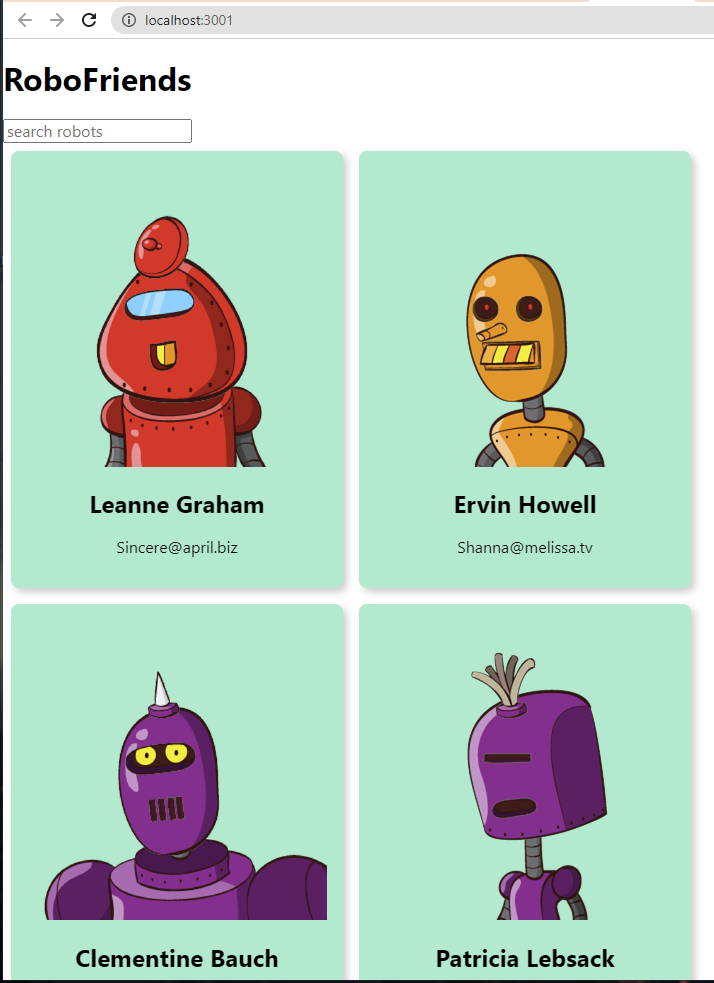 localhost:3001
RoboFriends
search robots
Leanne Graham
Sincere@april.biz
Ervin Howell
Shanna@melissa.tv
Clementine Bauch
Patricia Lebsack